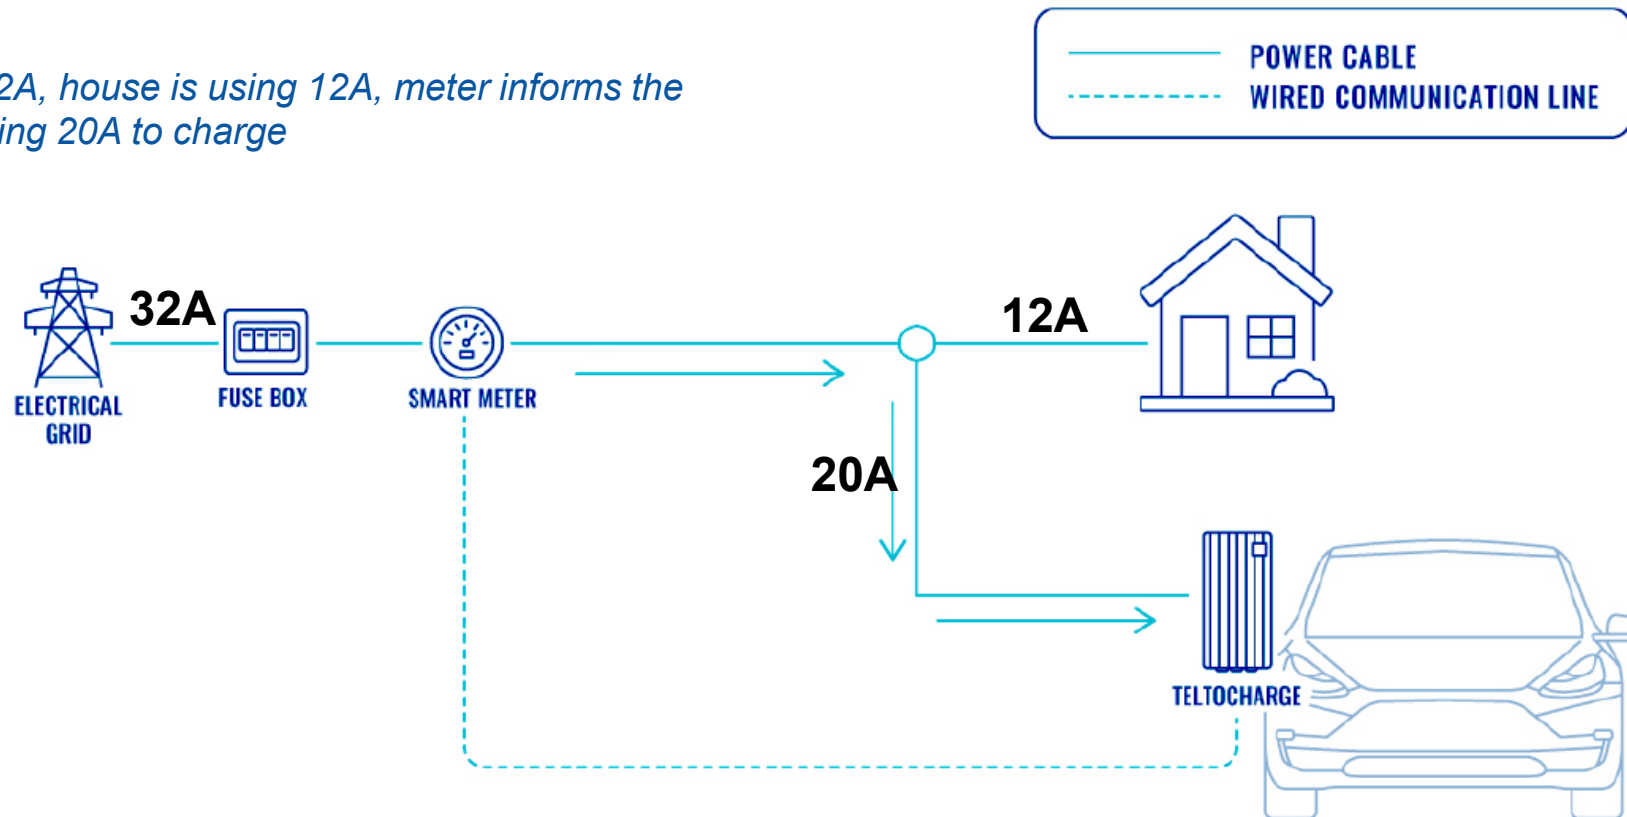 2A, house is using 12A, meter informs the
ing 20A to charge
POWER CABLE
WIRED COMMUNICATION LINE
32A
12A
FUSE BOX
SMART METER
ELECTRICAL
GRID
20A
TELTOCHARGE